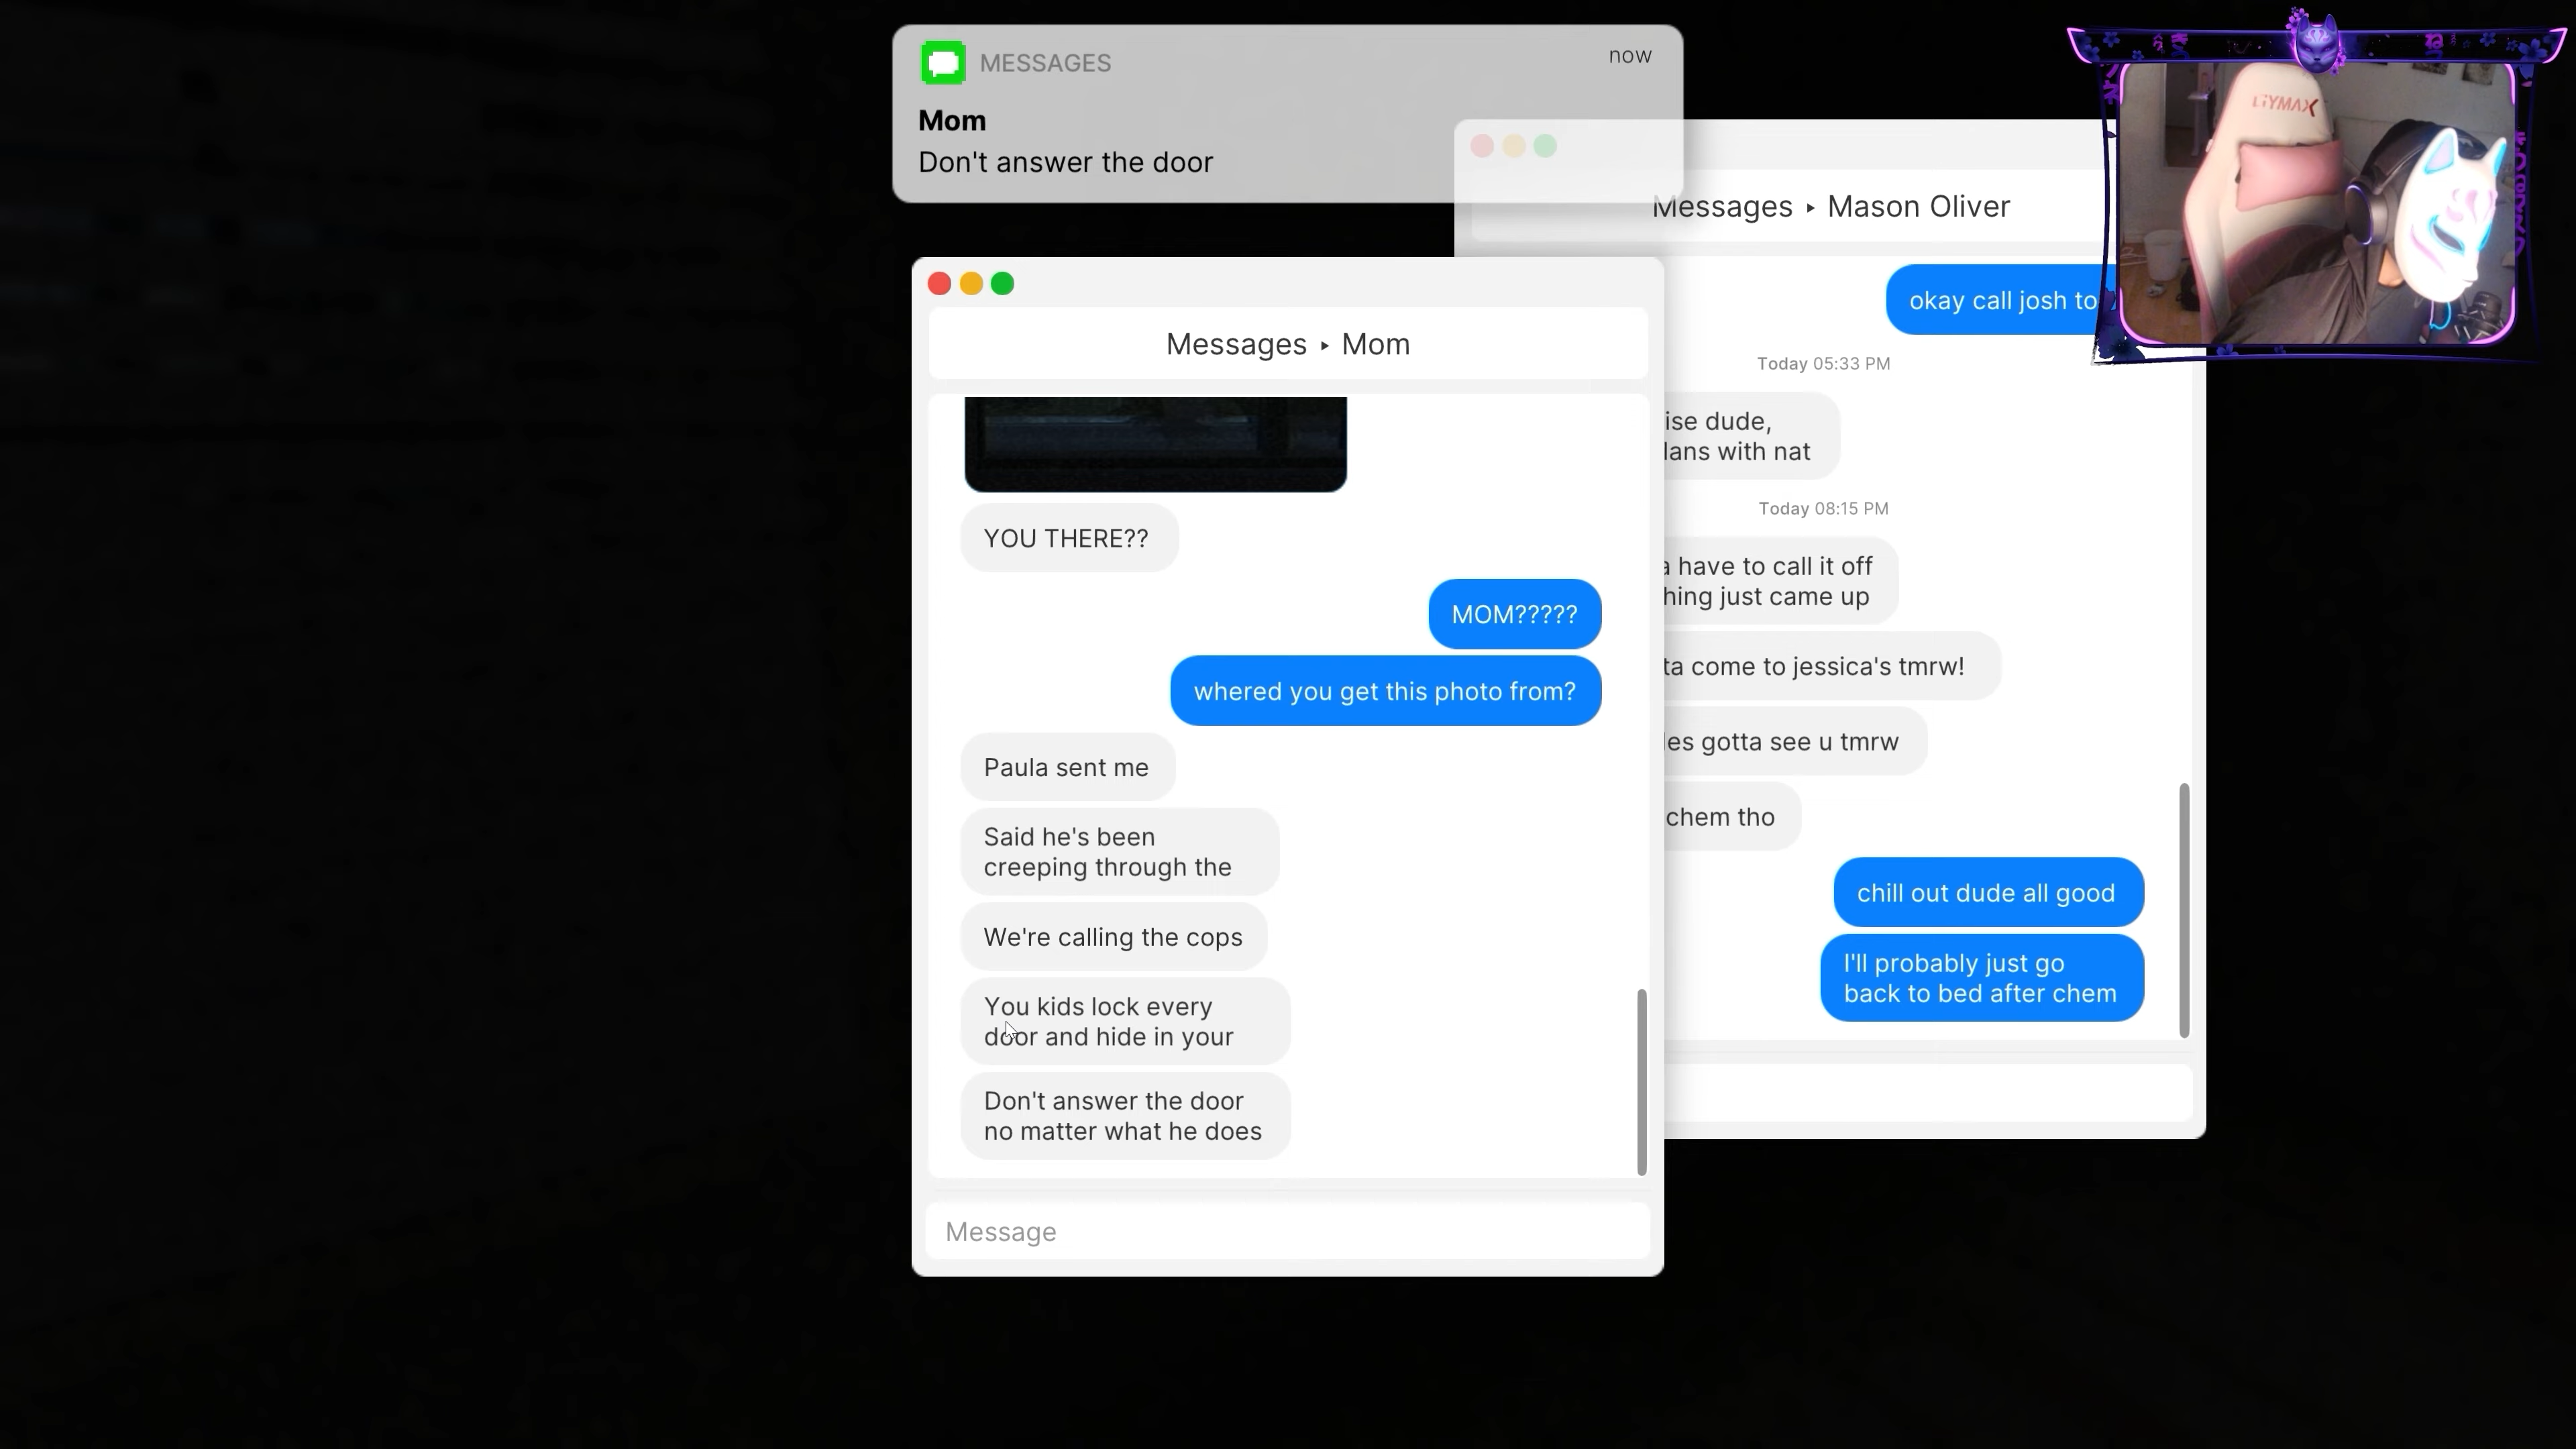 MESSAGES
now
Mom
Don't answer the door
Messages ▸ Mason Oliver
okay call josh to
Today 05:33 PM
ise dude,
lans with nat
Today 08:15 PM
have to call it off
hing just came up
ta come to jessica's tmrw!
les gotta see u tmrw
chem tho
chill out dude all good
I'll probably just go
back to bed after chem
Messages ▸ Mom
YOU THERE??
MOM?????
whered you get this photo from?
Paula sent me
Said he's been
creeping through the
We're calling the cops
You kids lock every
door and hide in your
Don't answer the door
no matter what he does
Message
LIYMAX